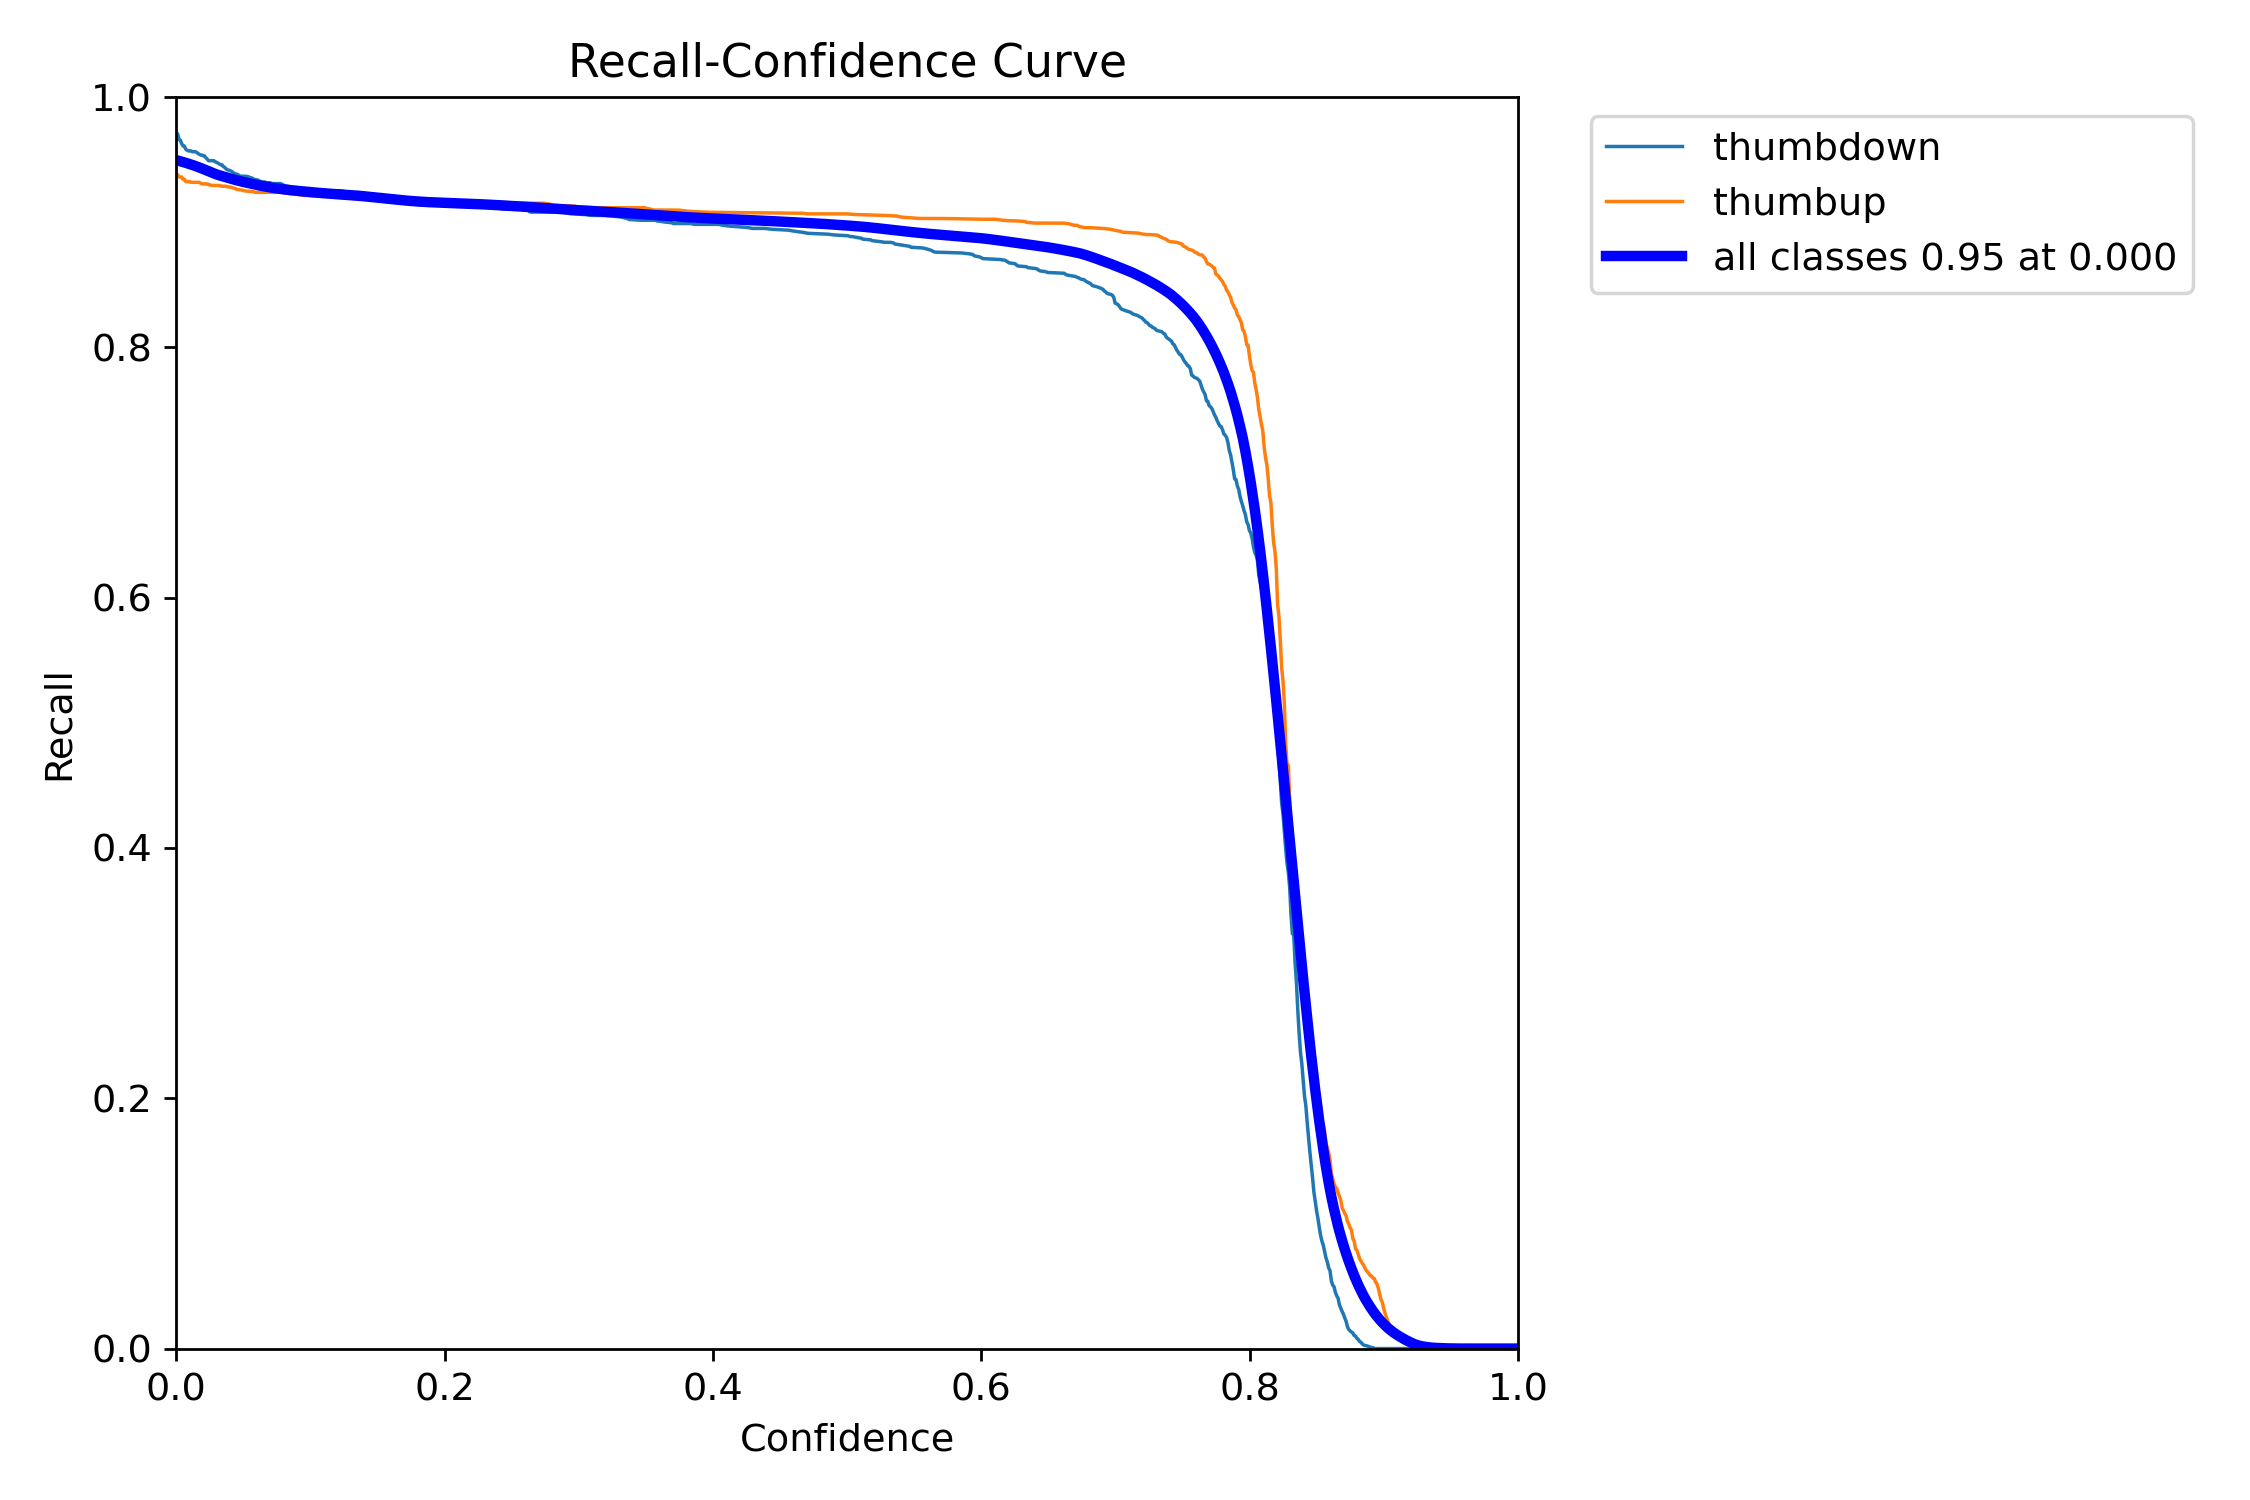 Recall-Confidence Curve
1.0
0.8
0.6
0.4
0.2
0.0
Recall
0.0 0.2 0.4 0.6 0.8 1.0
Confidence
thumbdown
thumbup
all classes 0.95 at 0.000